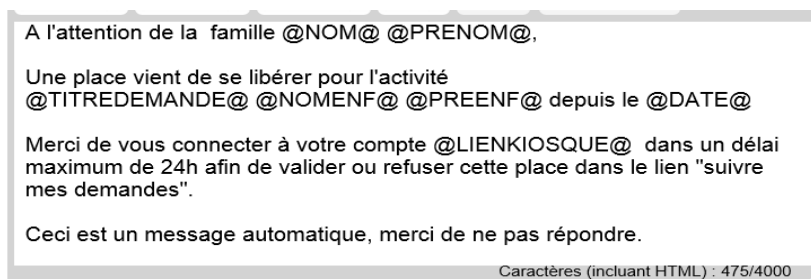 A l'attention de la  famille @NOM@ @PRENOM@,
Une place vient de se libérer pour l'activité
@TITREDEMANDE@ @NOMENF@ @PREENF@ depuis le @DATE@
Merci de vous connecter à votre compte @LIENKIOSQUE@  dans un délai
maximum de 24h afin de valider ou refuser cette place dans le lien "suivre
mes demandes".
Ceci est un message automatique, merci de ne pas répondre.
Caractères (incluant HTML) : 475/4000